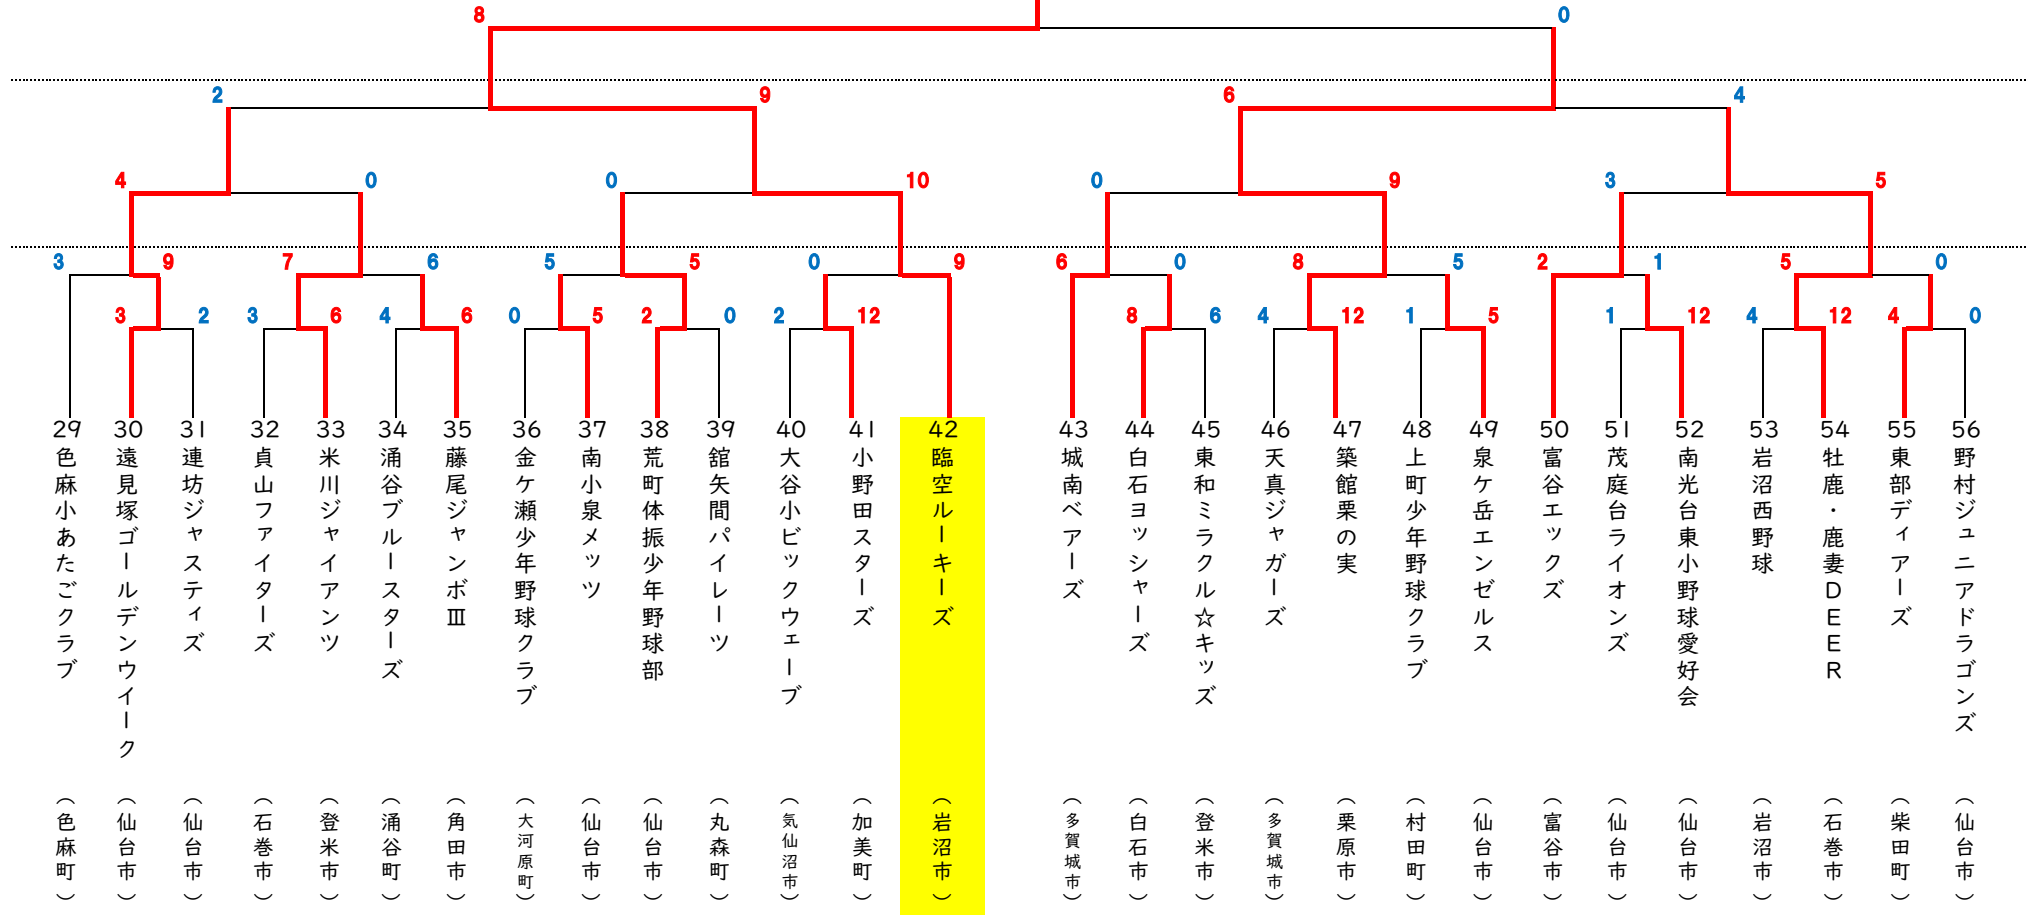 8 0
2 9 6 4
4 0 0 10 0 9 3 5
3 9 7 6 5 5 0 9 6 0 8 5 2 1 5 0
3 2 3 6 4 6 0 5 2 0 2 12 8 6 4 12 1 5 1 12 4 12 4 0
29 色麻小あたごクラブ (色麻町)
30 遠見塚ゴールデンウイーク (仙台市)
31 連坊ジャスティズ (仙台市)
32 貞山ファイターズ (石巻市)
33 米川ジャイアンツ (登米市)
34 涌谷ブルースターズ (涌谷町)
35 藤尾ジャンボⅢ (角田市)
36 金ケ瀬少年野球クラブ (大河原町)
37 南小泉メッツ (仙台市)
38 荒町体振少年野球部 (仙台市)
39 舘矢間パイレーツ (丸森町)
40 大谷小ビックウェーブ (気仙沼市)
41 小野田スターズ (加美町)
42 臨空ルーキーズ (岩沼市)
43 城南ベアーズ (多賀城市)
44 白石ヨッシャーズ (白石市)
45 東和ミラクル☆キッズ (登米市)
46 天真ジャガーズ (多賀城市)
47 築館栗の実 (栗原市)
48 上町少年野球クラブ (村田町)
49 泉ケ岳エンゼルス (仙台市)
50 富谷エックズ (富谷市)
51 茂庭台ライオンズ (仙台市)
52 南光台東小野球愛好会 (仙台市)
53 岩沼西野球 (岩沼市)
54 牡鹿・鹿妻DEER (石巻市)
55 東部ディアーズ (柴田町)
56 野村ジュニアドラゴンズ (仙台市)